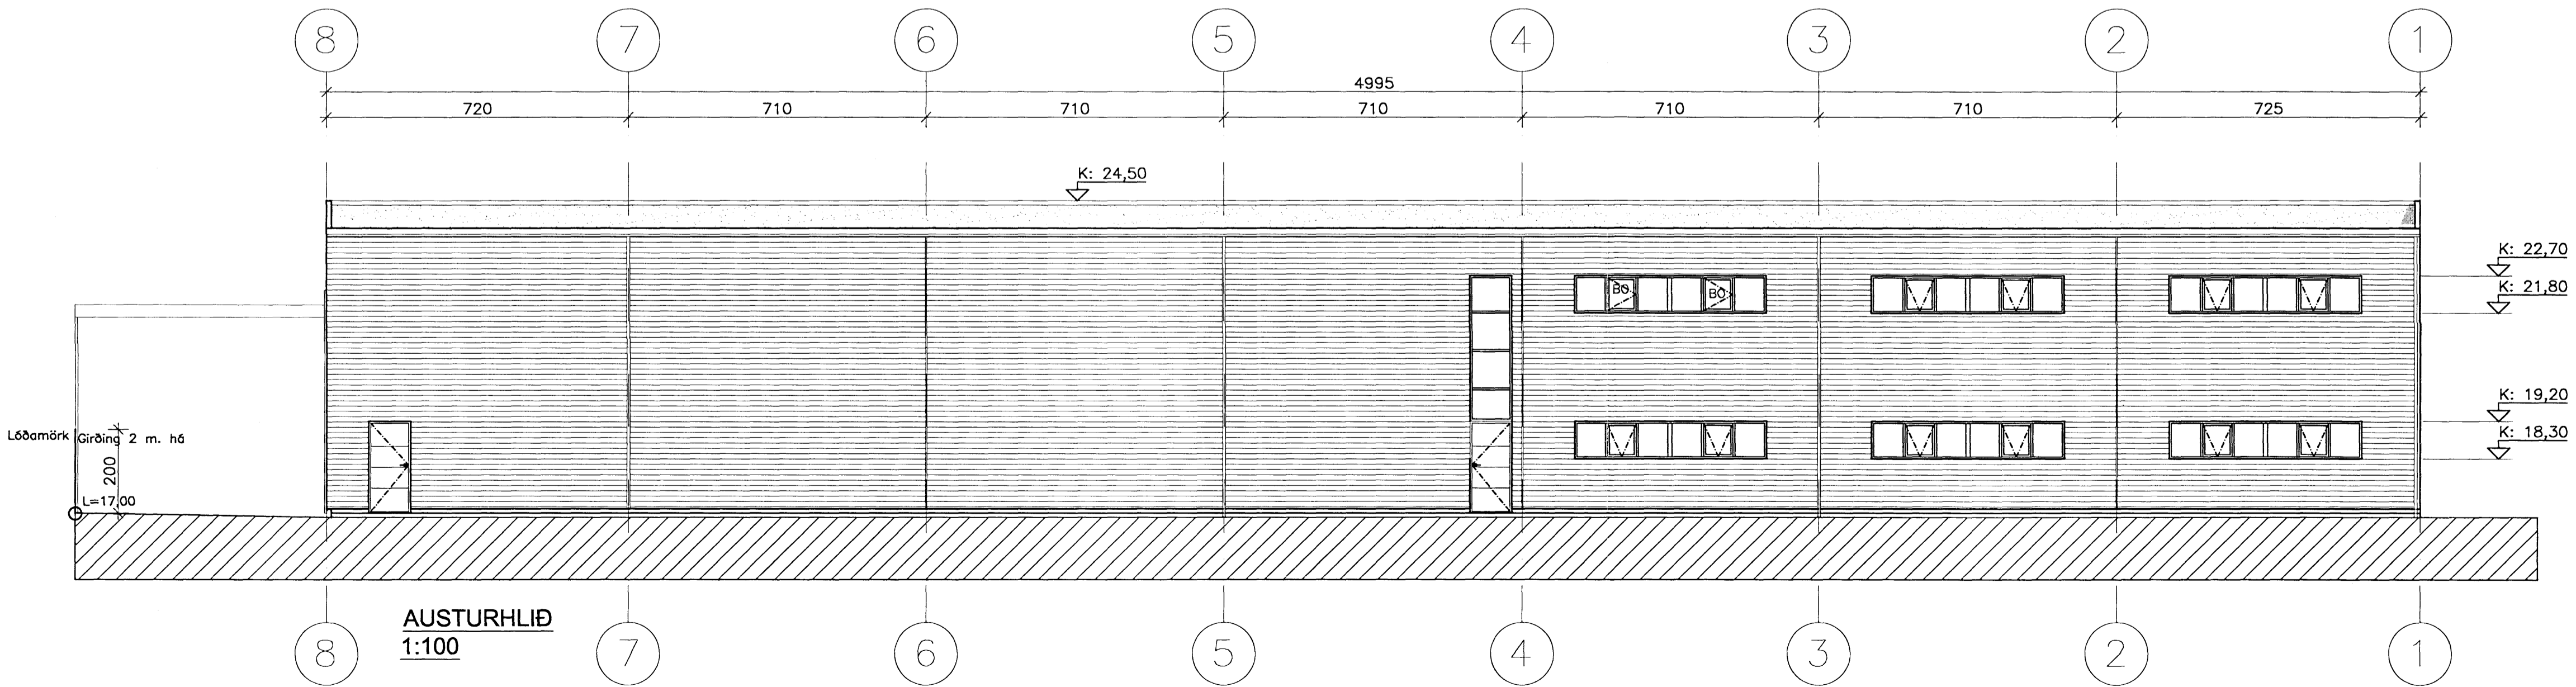 8 7 6 5 4 3 2 1
4995
720 710 710 710 710 710 725
K: 24,50
K: 22,70
K: 21,80
BO BO
K: 19,20
K: 18,30
Lóðamörk Girðing 2 m. há
200
L=17,00
AUSTURHLIÐ
1:100
8 7 6 5 4 3 2 1